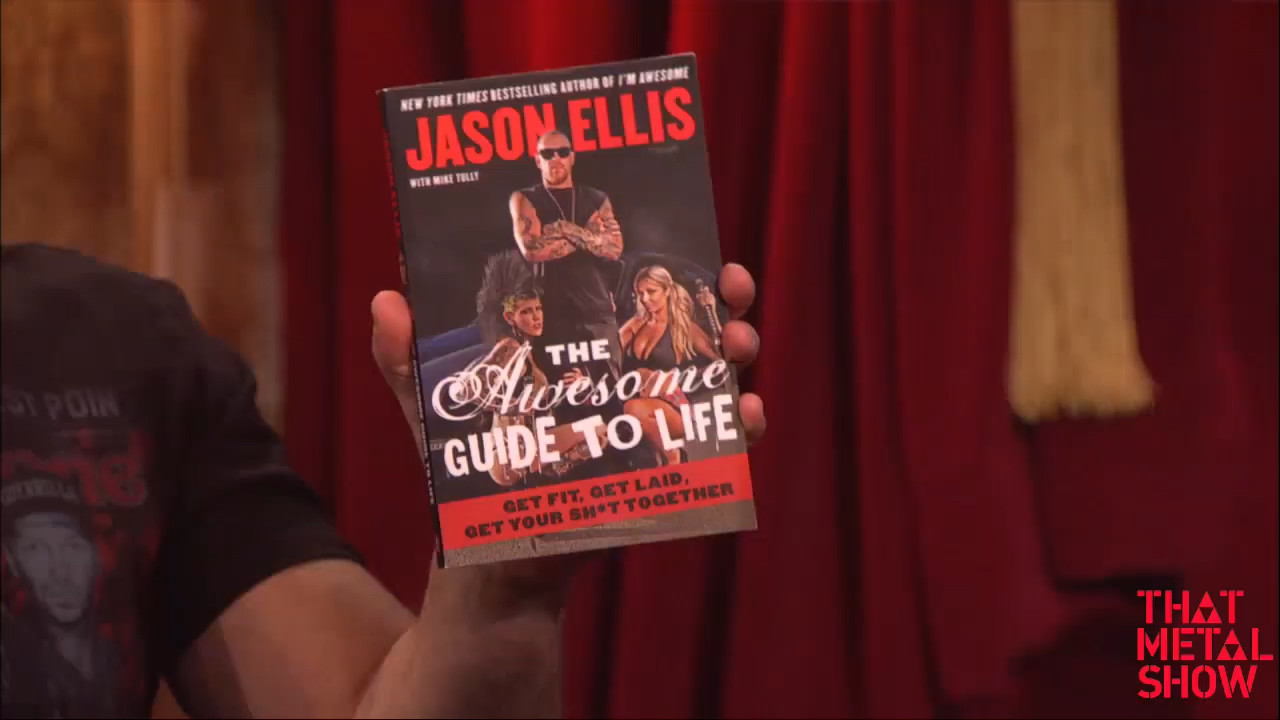 NEW YORK TIMES BESTSELLING AUTHOR OF I'M AWESOME
JASON ELLIS
WITH MIKE TULLY
THE
Awesome
GUIDE TO LIFE
GET FIT, GET LAID,
GET YOUR SH*T TOGETHER
THAT
METAL
SHOW